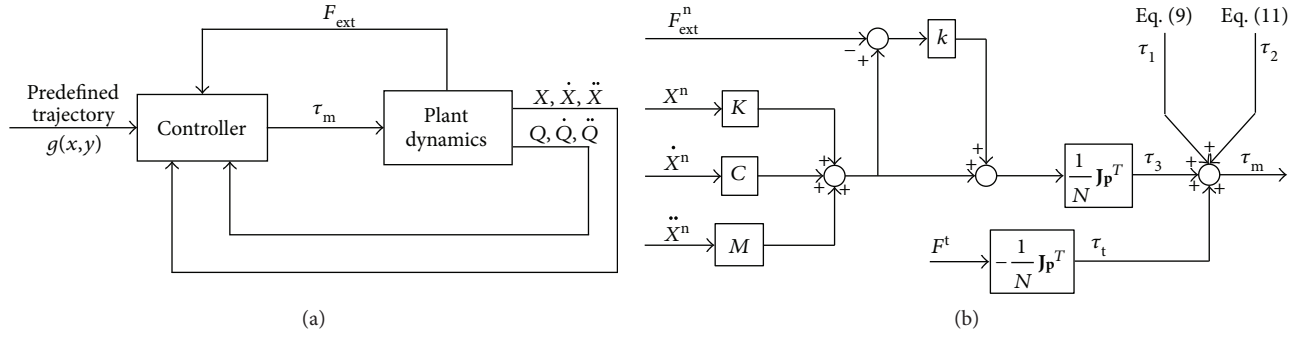 F_ext
Predefined
trajectory
g(x, y)
Controller
τ_m
Plant
dynamics
X, Ẋ, Ẍ
Q, Q̇, Q̈
(a)
F_ext^n
−
+
k
X^n
K
Ẋ^n
C
Ẍ^n
M
+
+
+
+
+
1/N J_p^T
τ_3
Eq. (9)
Eq. (11)
τ_1
τ_2
+
+
+
+
+
τ_m
F^t
−1/N J_p^T
τ_t
(b)